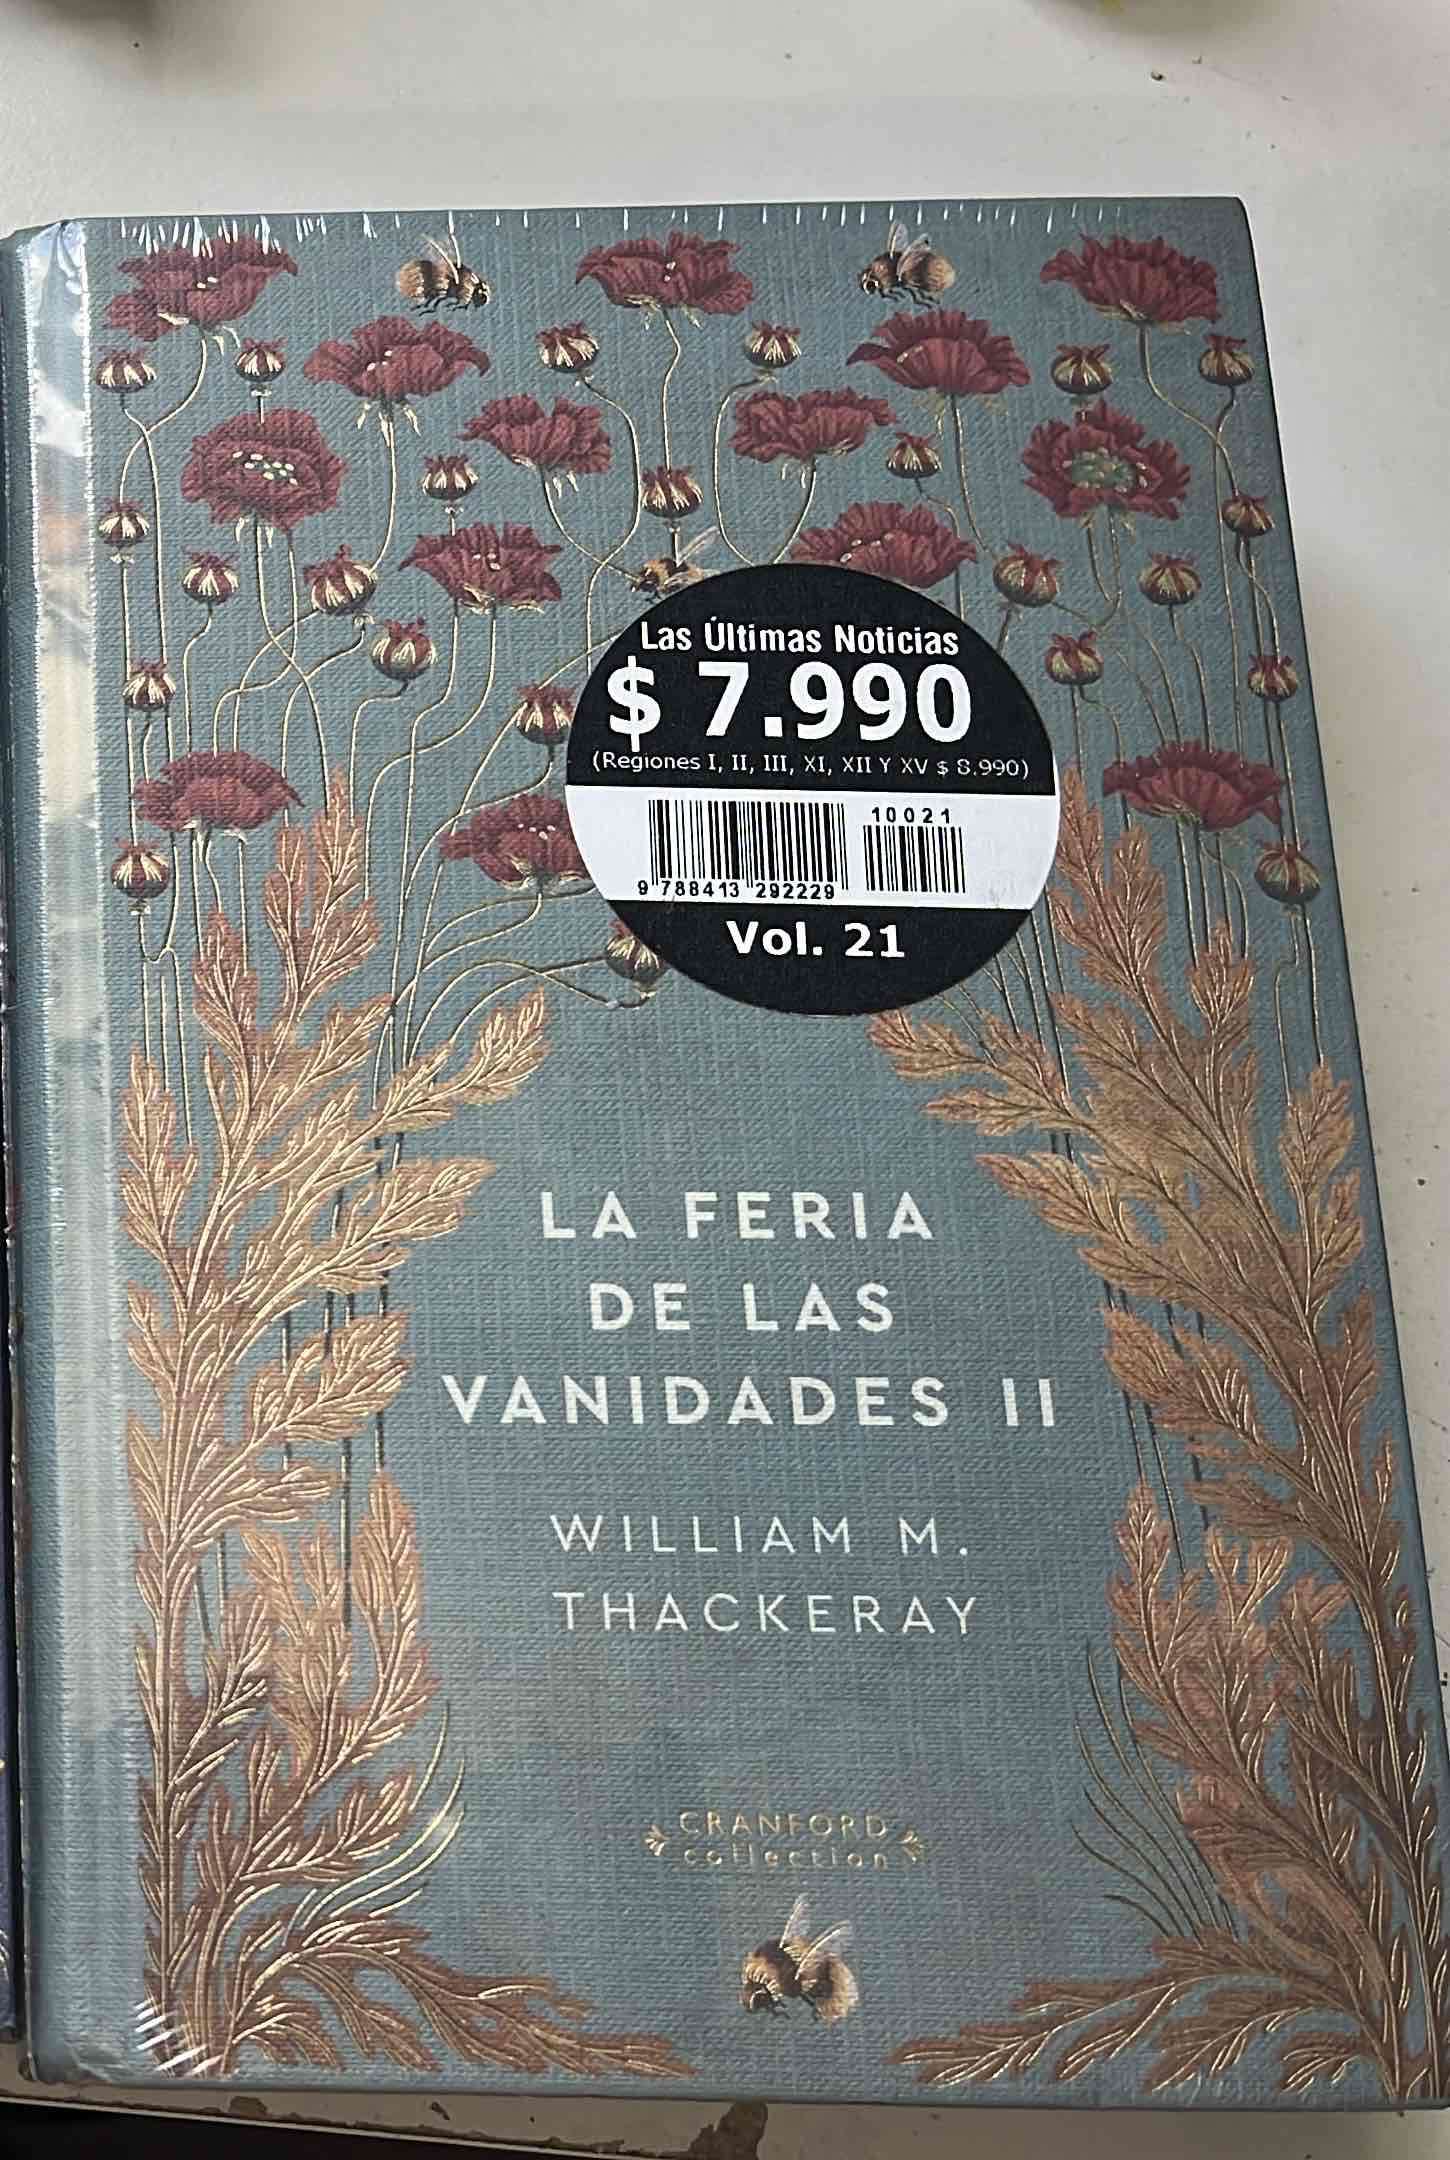 Las Últimas Noticias
$ 7.990
(Regiones I, II, III, XI, XII Y XV $ 8.990)
10021
9 788413 292229
Vol. 21
LA FERIA
DE LAS
VANIDADES II
WILLIAM M.
THACKERAY
CRANFORD
collection